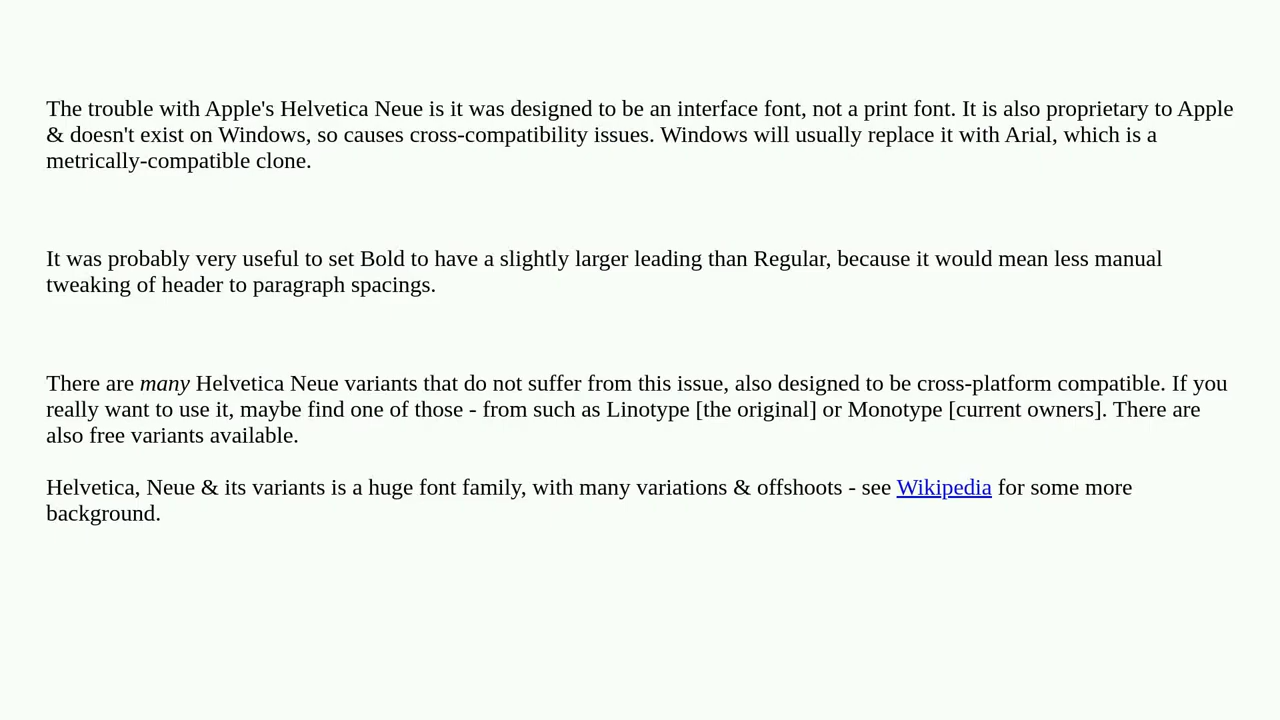 The trouble with Apple's Helvetica Neue is it was designed to be an interface font, not a print font. It is also proprietary to Apple
& doesn't exist on Windows, so causes cross-compatibility issues. Windows will usually replace it with Arial, which is a
metrically-compatible clone.
It was probably very useful to set Bold to have a slightly larger leading than Regular, because it would mean less manual
tweaking of header to paragraph spacings.
There are many Helvetica Neue variants that do not suffer from this issue, also designed to be cross-platform compatible. If you
really want to use it, maybe find one of those - from such as Linotype [the original] or Monotype [current owners]. There are
also free variants available.
Helvetica, Neue & its variants is a huge font family, with many variations & offshoots - see Wikipedia for some more
background.